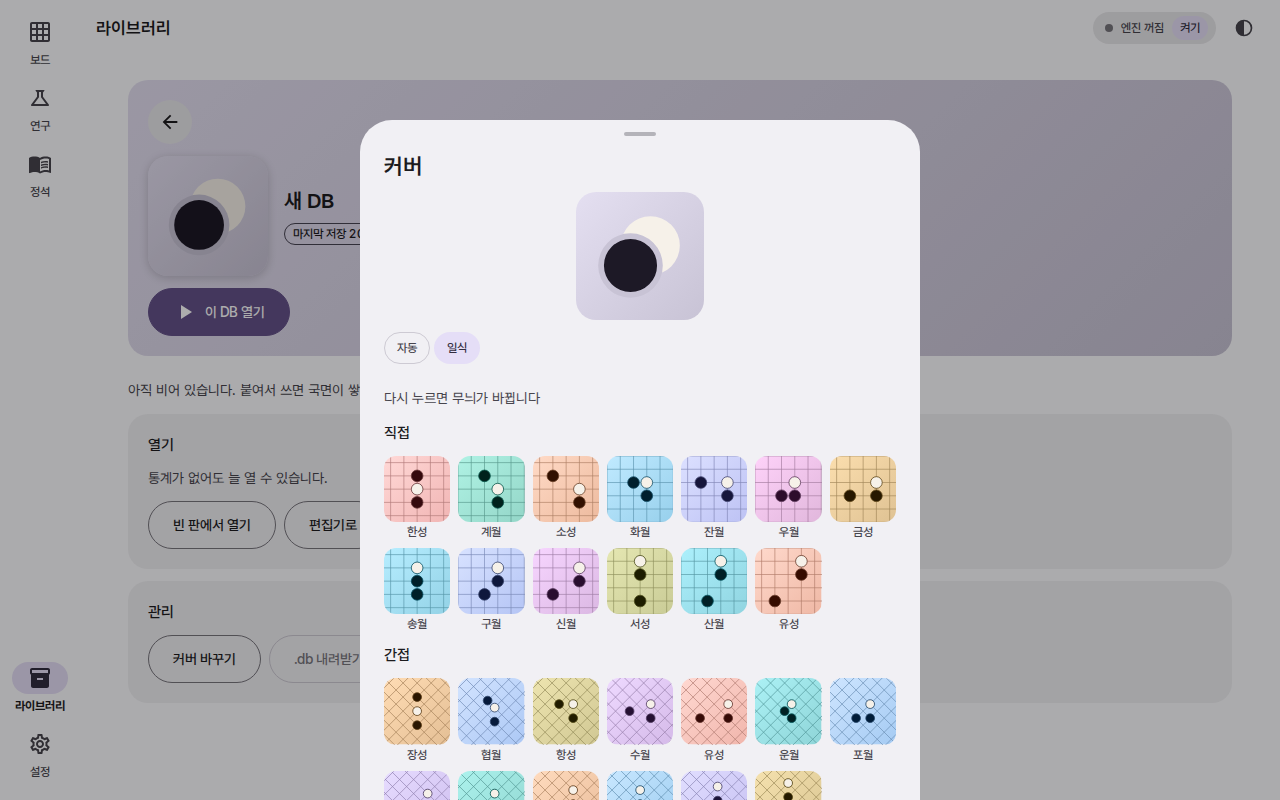 라이브러리
엔진 꺼짐
켜기
보드
연구
정석
라이브러리
설정
새 DB
마지막 저장 20
이 DB 열기
아직 비어 있습니다. 붙여서 쓰면 국면이 쌓
열기
통계가 없어도 늘 열 수 있습니다.
빈 판에서 열기
편집기로
관리
커버 바꾸기
.db 내려받기
커버
자동
일식
다시 누르면 무늬가 바뀝니다
직접
한성 계월 소성 화월 잔월 우월 금성
송월 구월 신월 서성 산월 유성
간접
장성 협월 항성 수월 유성 운월 포월